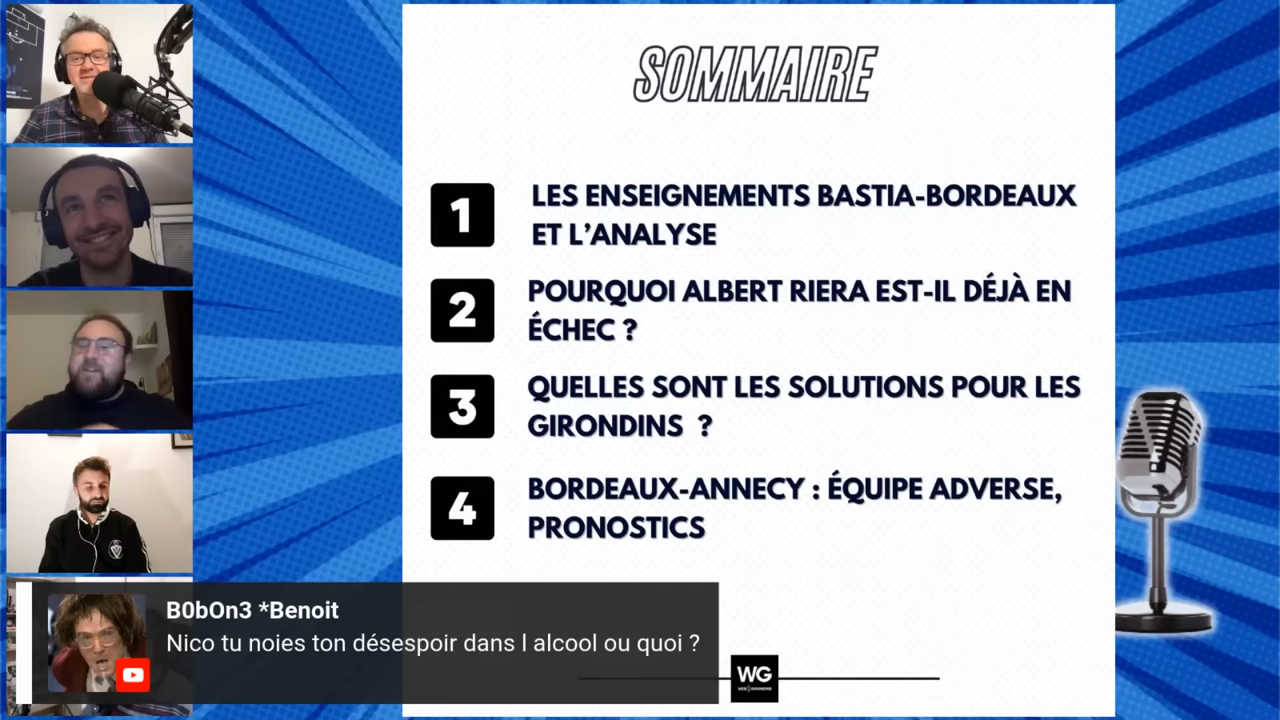 SOMMAIRE
1
LES ENSEIGNEMENTS BASTIA-BORDEAUX
ET L'ANALYSE
2
POURQUOI ALBERT RIERA EST-IL DÉJÀ EN
ÉCHEC ?
3
QUELLES SONT LES SOLUTIONS POUR LES
GIRONDINS ?
4
BORDEAUX-ANNECY : ÉQUIPE ADVERSE,
PRONOSTICS
B0bOn3 *Benoit
Nico tu noies ton désespoir dans l alcool ou quoi ?
WG